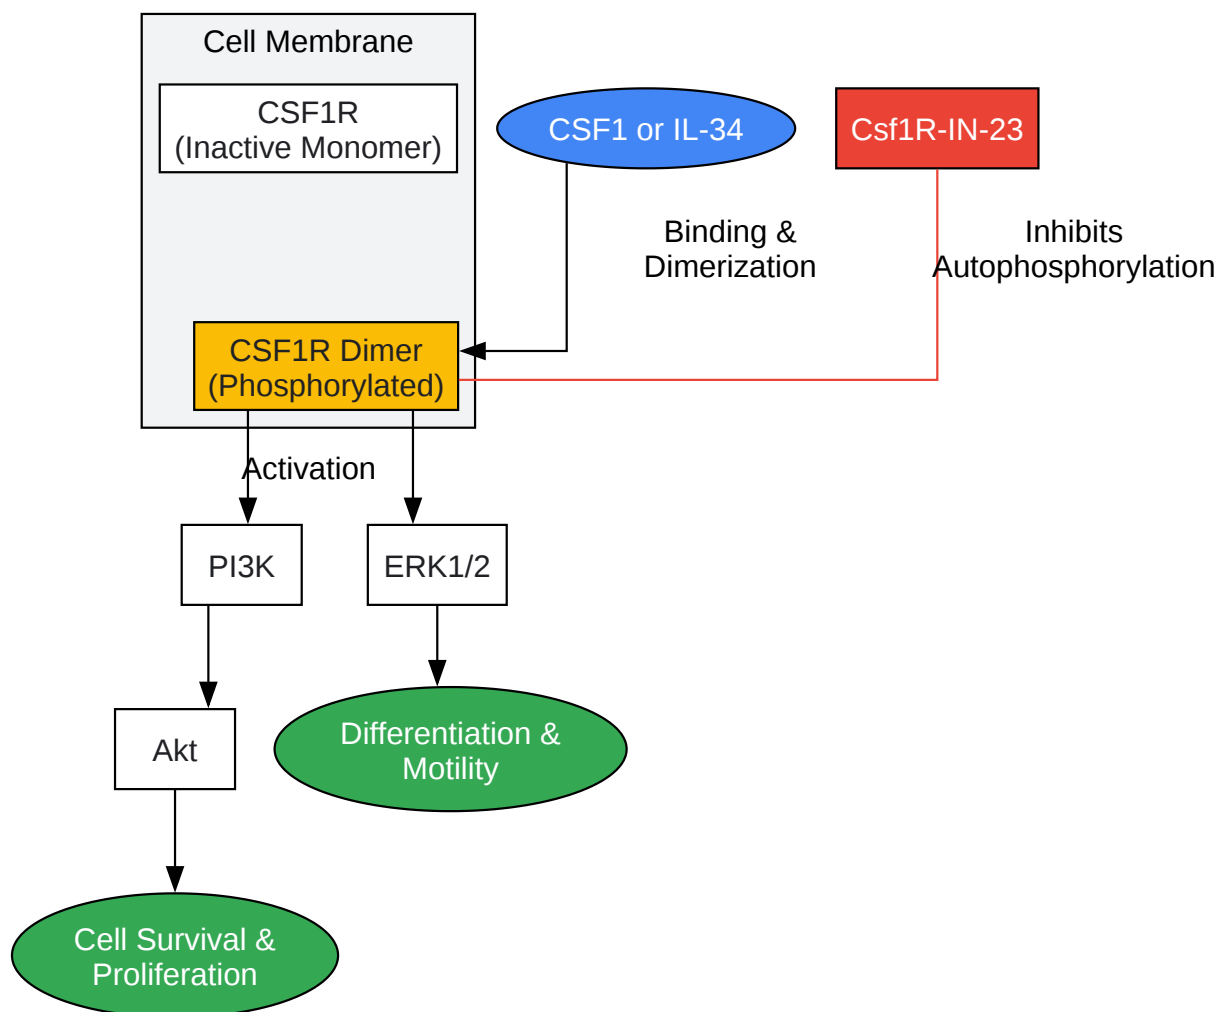 Cell Membrane
CSF1R
(Inactive Monomer)
CSF1 or IL-34
Csf1R-IN-23
Binding &
Dimerization
Inhibits
Autophosphorylation
CSF1R Dimer
(Phosphorylated)
Activation
PI3K
ERK1/2
Differentiation &
Motility
Akt
Cell Survival &
Proliferation